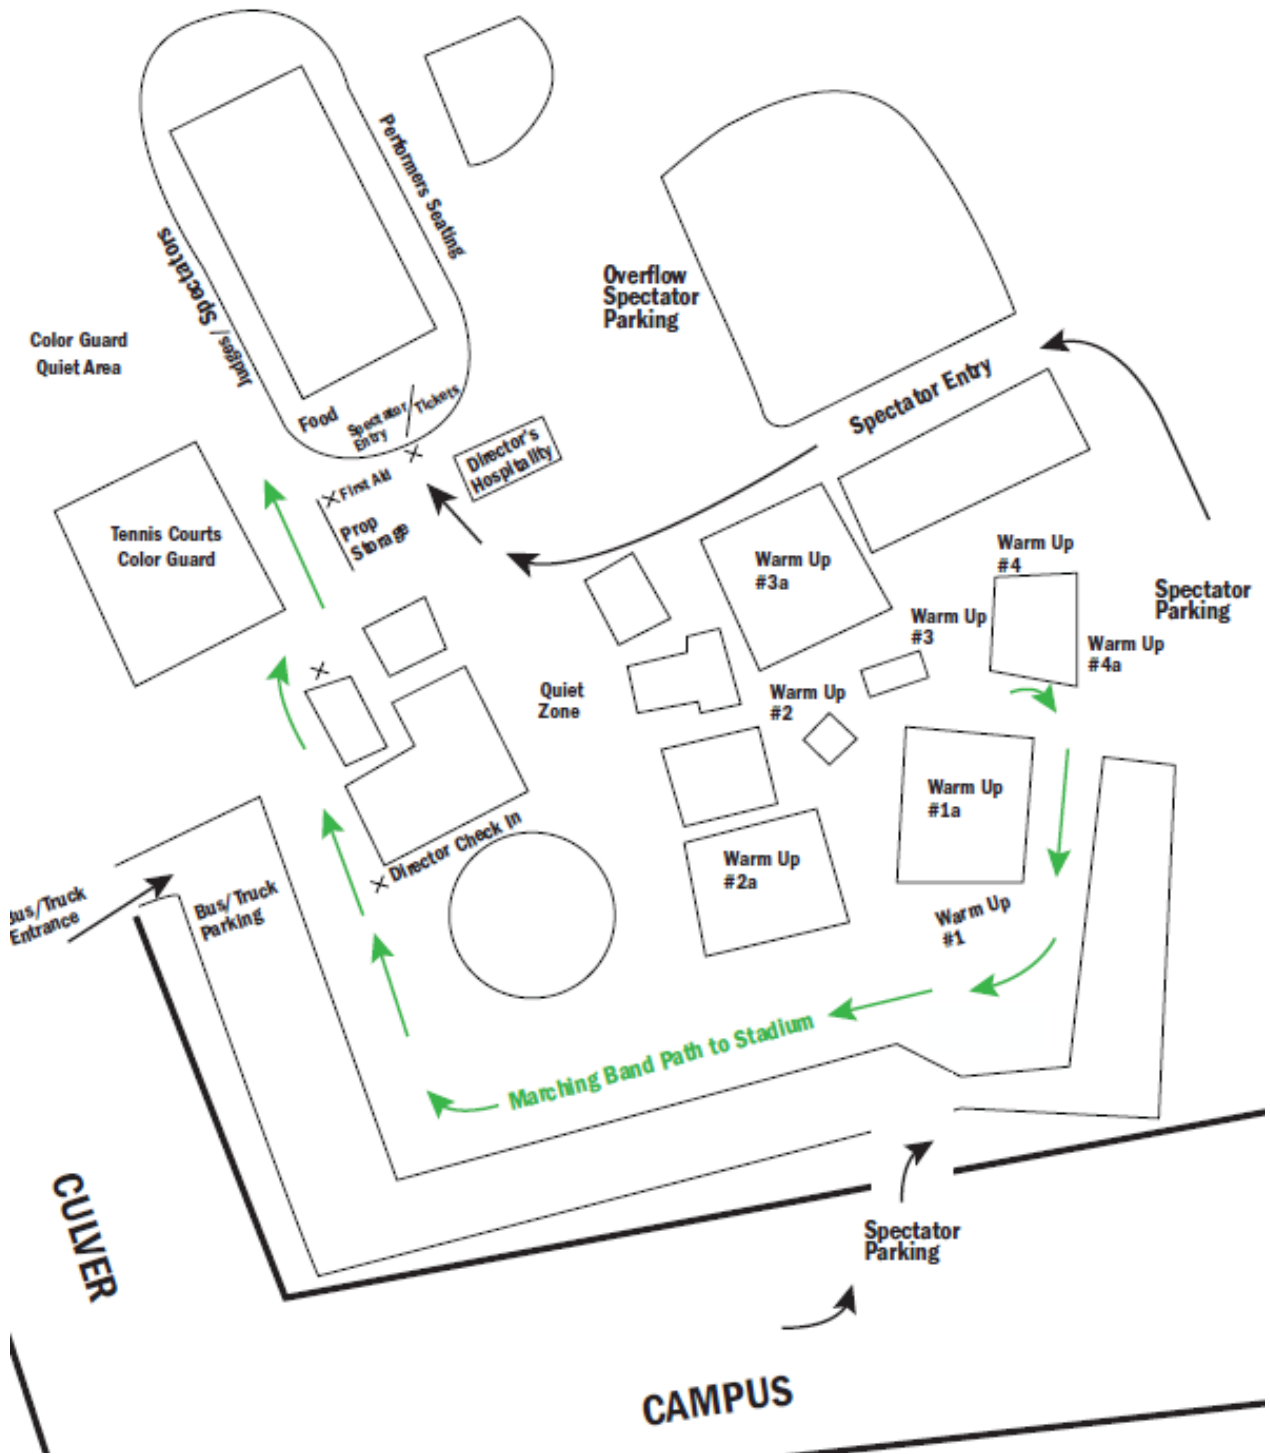 Performers Seating
Judges/ Spectators
Color Guard
Quiet Area
Overflow
Spectator
Parking
Spectator Entry
Food
Spectator
Entry
Tickets
Director's
Hospitality
First Aid
Prop
Storage
Tennis Courts
Color Guard
Warm Up
#3a
Warm Up
#4
Spectator
Parking
Warm Up
#3
Warm Up
#4a
Quiet
Zone
Warm Up
#2
Warm Up
#1a
Director Check In
Warm Up
#2a
Bus/Truck
Parking
Entrance
Warm Up
#1
Marching Band Path to Stadium
CULVER
Spectator
Parking
CAMPUS